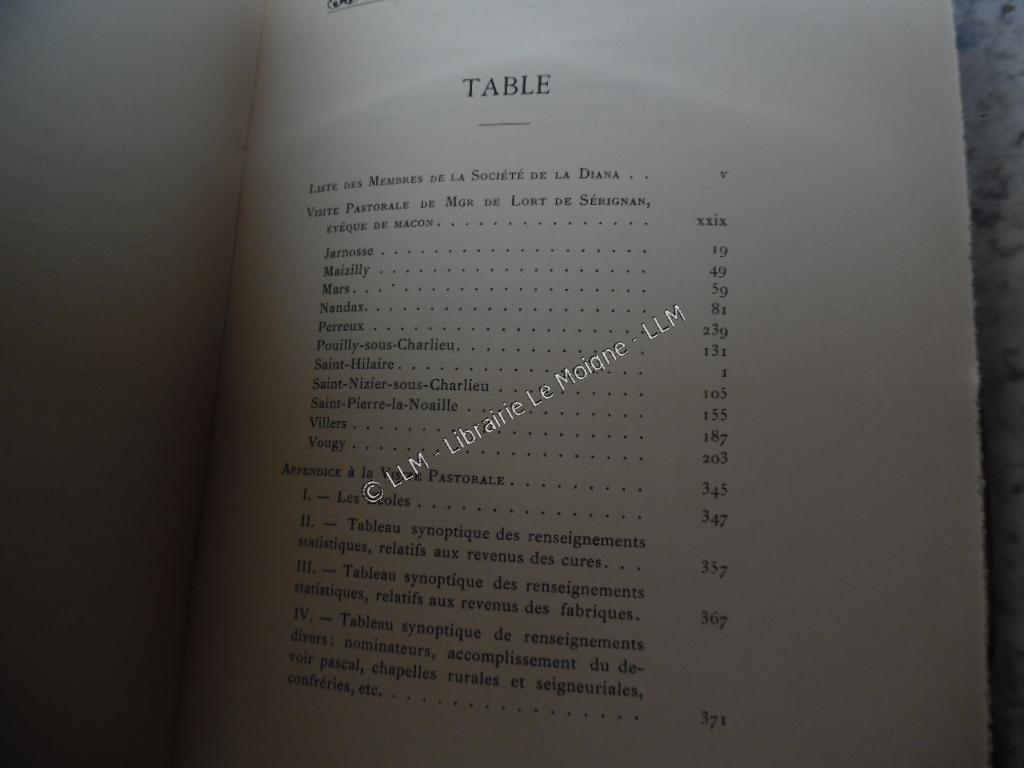 TABLE
LISTE DES MEMBRES DE LA SOCIÉTÉ DE LA DIANA . . V
VISITE PASTORALE DE MGR DE LORT DE SÉRIGNAN,
ÉVÊQUE DE MACON. . . . . . . . . . . . . . . . xxix
Jarnosse . . . . . . . . . . . . . . . . . . . 19
Maizilly . . . . . . . . . . . . . . . . . . . 49
Mars. . . . . . . . . . . . . . . . . . . . 59
Nandax. . . . . . . . . . . . . . . . . . . 81
Perreux . . . . . . . . . . . . . . . . . . . 239
Pouilly-sous-Charlieu. . . . . . . . . . . . . 131
Saint-Hilaire. . . . . . . . . . . . . . . . . 1
Saint-Nizier-sous-Charlieu . . . . . . . . . . 105
Saint-Pierre-la-Noaille . . . . . . . . . . . . 155
Villers . . . . . . . . . . . . . . . . . . . 187
Vougy . . . . . . . . . . . . . . . . . . . 203
APPENDICE à la VISITE PASTORALE . . . . . . . . . 345
I. — Les Écoles . . . . . . . . . . . . . . . 347
II. — Tableau synoptique des renseignements
statistiques, relatifs aux revenus des cures. . . 357
III. — Tableau synoptique des renseignements
statistiques, relatifs aux revenus des fabriques. 367
IV. — Tableau synoptique de renseignements
divers : nominateurs, accomplissement du de-
voir pascal, chapelles rurales et seigneuriales,
confréries, etc. . . . . . . . . . . . . . . . 371
© LLM - Librairie Le Moigne - LLM